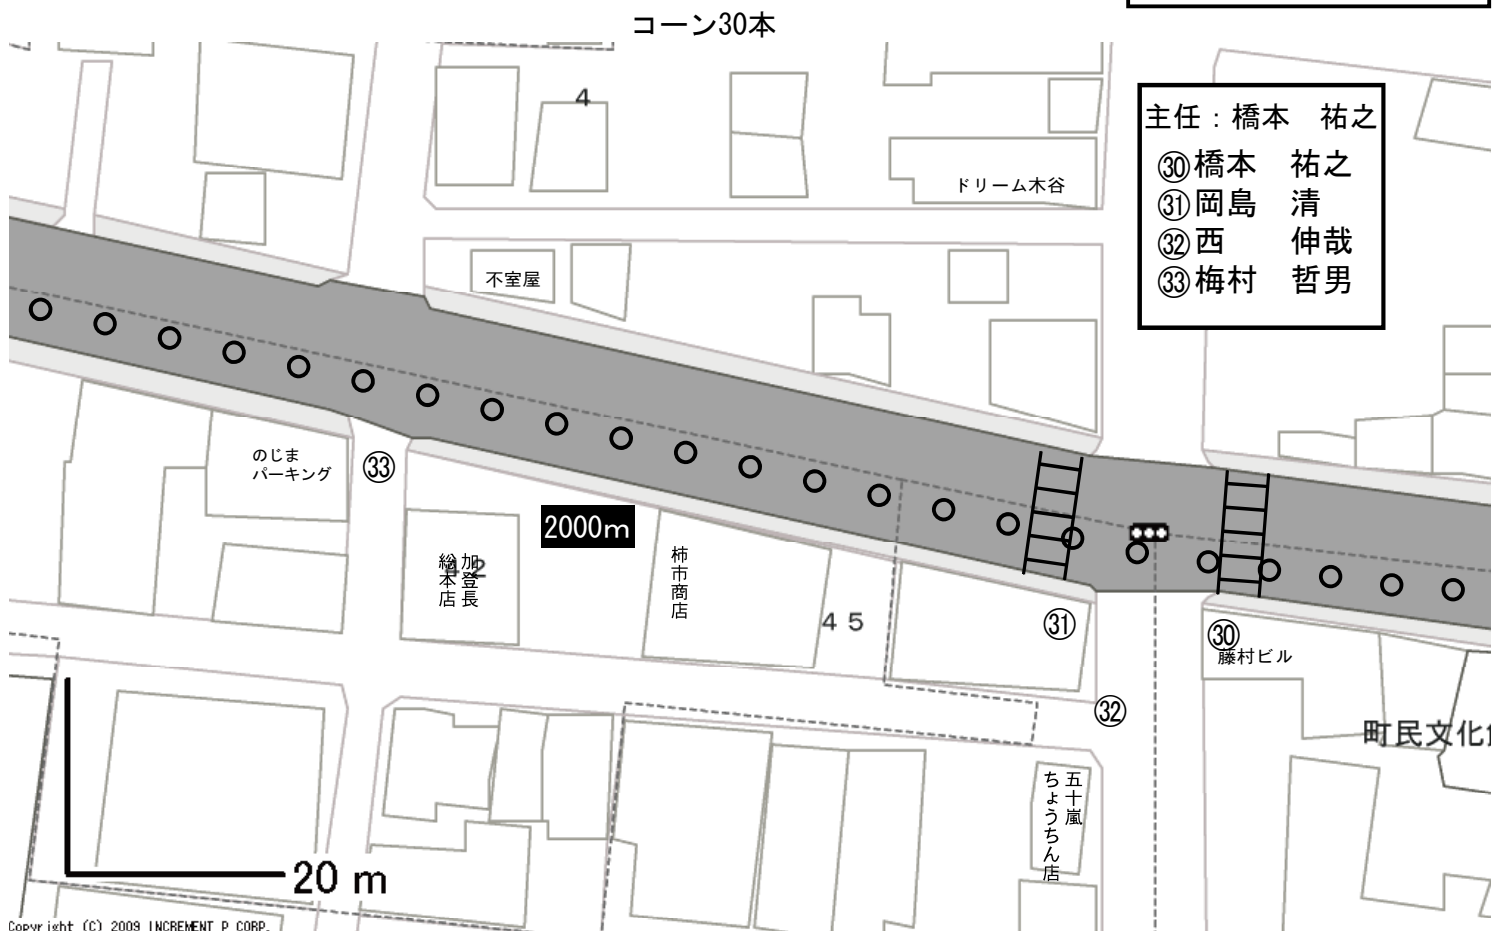 コーン30本
主任：橋本　祐之
㉚橋本　祐之
㉛岡島　清
㉜西　　伸哉
㉝梅村　哲男
4
ドリーム木谷
不室屋
のじま
パーキング
㉝
2000m
加登長
総本店
42
柿市商店
45
㉛
㉚
藤村ビル
㉜
町民文化
五十嵐
ちょうちん店
20 m
Copyright (C) 2009 INCREMENT P CORP.